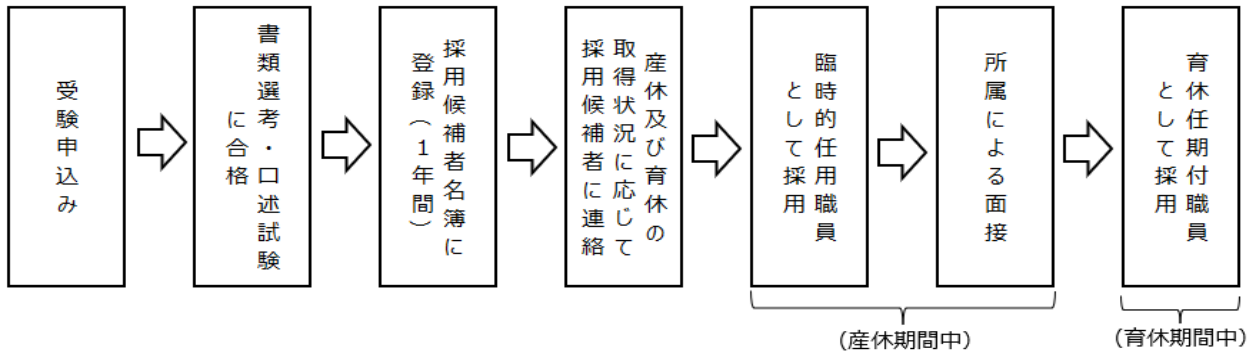 受験申込み
書類選考・口述試験
に合格
採用候補者名簿に
登録（１年間）
産休及び育休の
取得状況に応じて
採用候補者に連絡
臨時的任用職員
として採用
所属による面接
育休任期付職員
として採用
(産休期間中)
(育休期間中)